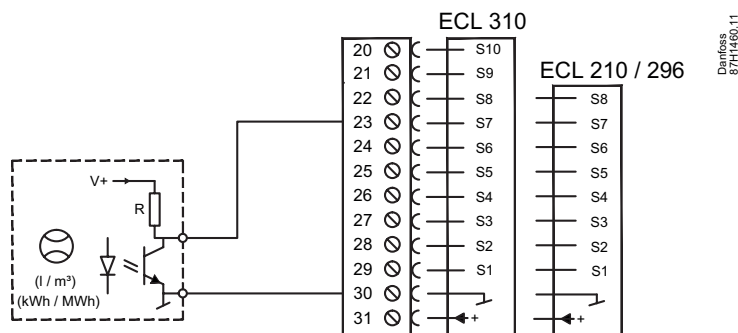 ECL 310
ECL 210 / 296
Danfoss
87H1460.11
20 S10
21 S9
22 S8 S8
23 S7 S7
24 S6 S6
25 S5 S5
26 S4 S4
27 S3 S3
28 S2 S2
29 S1 S1
30
31 + +
V+
R
(l / m³)
(kWh / MWh)